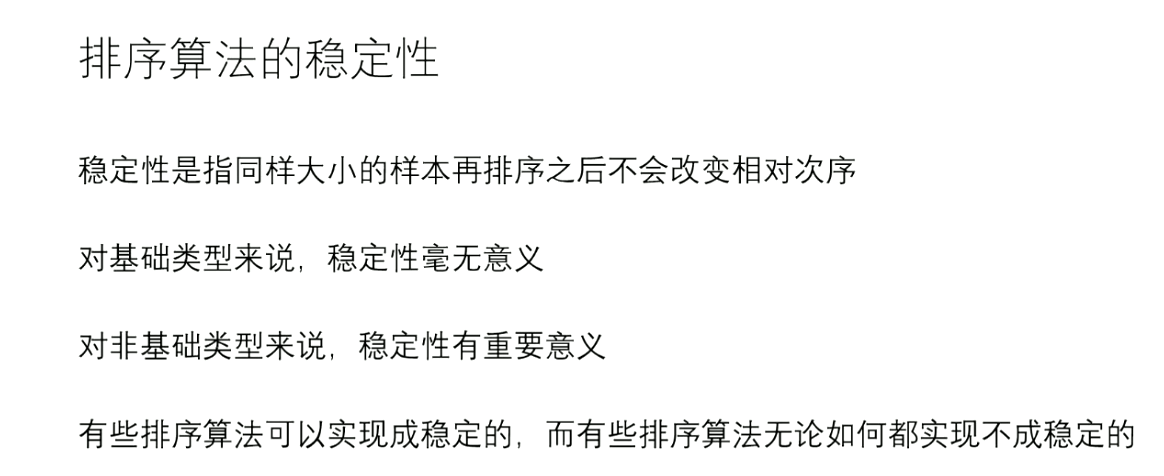 排序算法的稳定性
稳定性是指同样大小的样本再排序之后不会改变相对次序
对基础类型来说，稳定性毫无意义
对非基础类型来说，稳定性有重要意义
有些排序算法可以实现成稳定的，而有些排序算法无论如何都实现不成稳定的